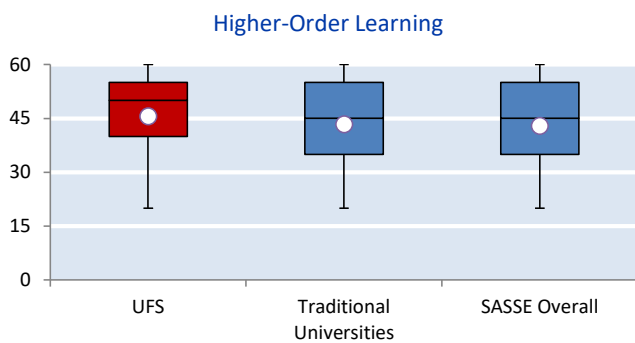 Higher-Order Learning
60
45
30
15
0
UFS
Traditional
Universities
SASSE Overall